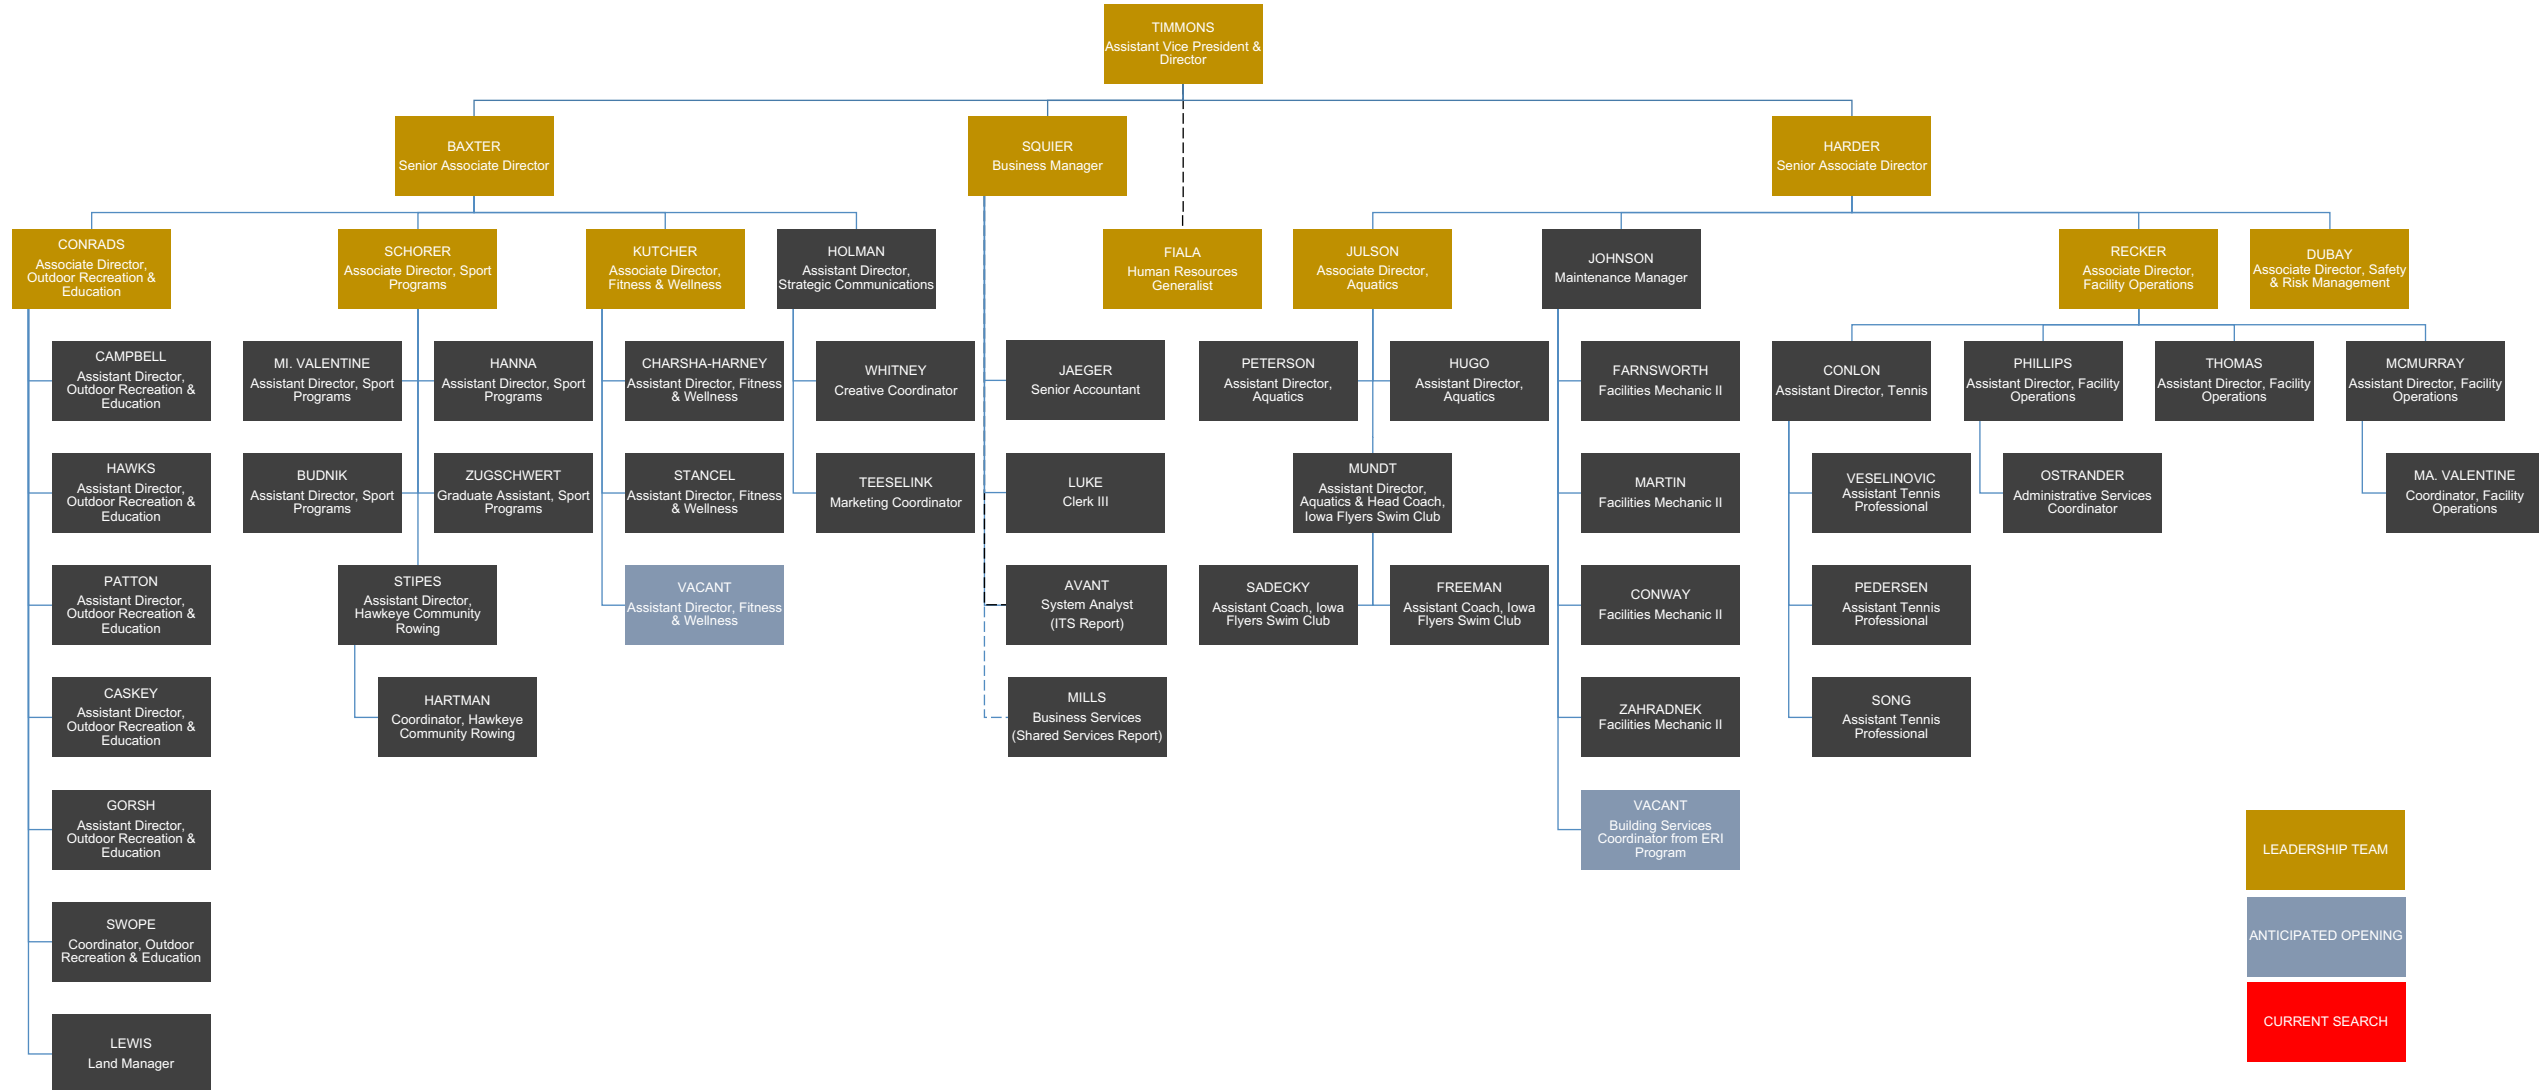 TIMMONS
Assistant Vice President &
Director
BAXTER
Senior Associate Director
SQUIER
Business Manager
HARDER
Senior Associate Director
CONRADS
Associate Director,
Outdoor Recreation &
Education
SCHORER
Associate Director, Sport
Programs
KUTCHER
Associate Director,
Fitness & Wellness
HOLMAN
Assistant Director,
Strategic Communications
FIALA
Human Resources
Generalist
JULSON
Associate Director,
Aquatics
JOHNSON
Maintenance Manager
RECKER
Associate Director,
Facility Operations
DUBAY
Associate Director, Safety
& Risk Management
CAMPBELL
Assistant Director,
Outdoor Recreation &
Education
MI. VALENTINE
Assistant Director, Sport
Programs
HANNA
Assistant Director, Sport
Programs
CHARSHA-HARNEY
Assistant Director, Fitness
& Wellness
WHITNEY
Creative Coordinator
JAEGER
Senior Accountant
PETERSON
Assistant Director,
Aquatics
HUGO
Assistant Director,
Aquatics
FARNSWORTH
Facilities Mechanic II
CONLON
Assistant Director, Tennis
PHILLIPS
Assistant Director, Facility
Operations
THOMAS
Assistant Director, Facility
Operations
MCMURRAY
Assistant Director, Facility
Operations
HAWKS
Assistant Director,
Outdoor Recreation &
Education
BUDNIK
Assistant Director, Sport
Programs
ZUGSCHWERT
Graduate Assistant, Sport
Programs
STANCEL
Assistant Director, Fitness
& Wellness
TEESELINK
Marketing Coordinator
LUKE
Clerk III
MUNDT
Assistant Director,
Aquatics & Head Coach,
Iowa Flyers Swim Club
MARTIN
Facilities Mechanic II
VESELINOVIC
Assistant Tennis
Professional
OSTRANDER
Administrative Services
Coordinator
MA. VALENTINE
Coordinator, Facility
Operations
PATTON
Assistant Director,
Outdoor Recreation &
Education
STIPES
Assistant Director,
Hawkeye Community
Rowing
VACANT
Assistant Director, Fitness
& Wellness
AVANT
System Analyst
(ITS Report)
SADECKY
Assistant Coach, Iowa
Flyers Swim Club
FREEMAN
Assistant Coach, Iowa
Flyers Swim Club
CONWAY
Facilities Mechanic II
PEDERSEN
Assistant Tennis
Professional
CASKEY
Assistant Director,
Outdoor Recreation &
Education
HARTMAN
Coordinator, Hawkeye
Community Rowing
MILLS
Business Services
(Shared Services Report)
ZAHRADNEK
Facilities Mechanic II
SONG
Assistant Tennis
Professional
GORSH
Assistant Director,
Outdoor Recreation &
Education
VACANT
Building Services
Coordinator from ERI
Program
LEADERSHIP TEAM
SWOPE
Coordinator, Outdoor
Recreation & Education
ANTICIPATED OPENING
LEWIS
Land Manager
CURRENT SEARCH